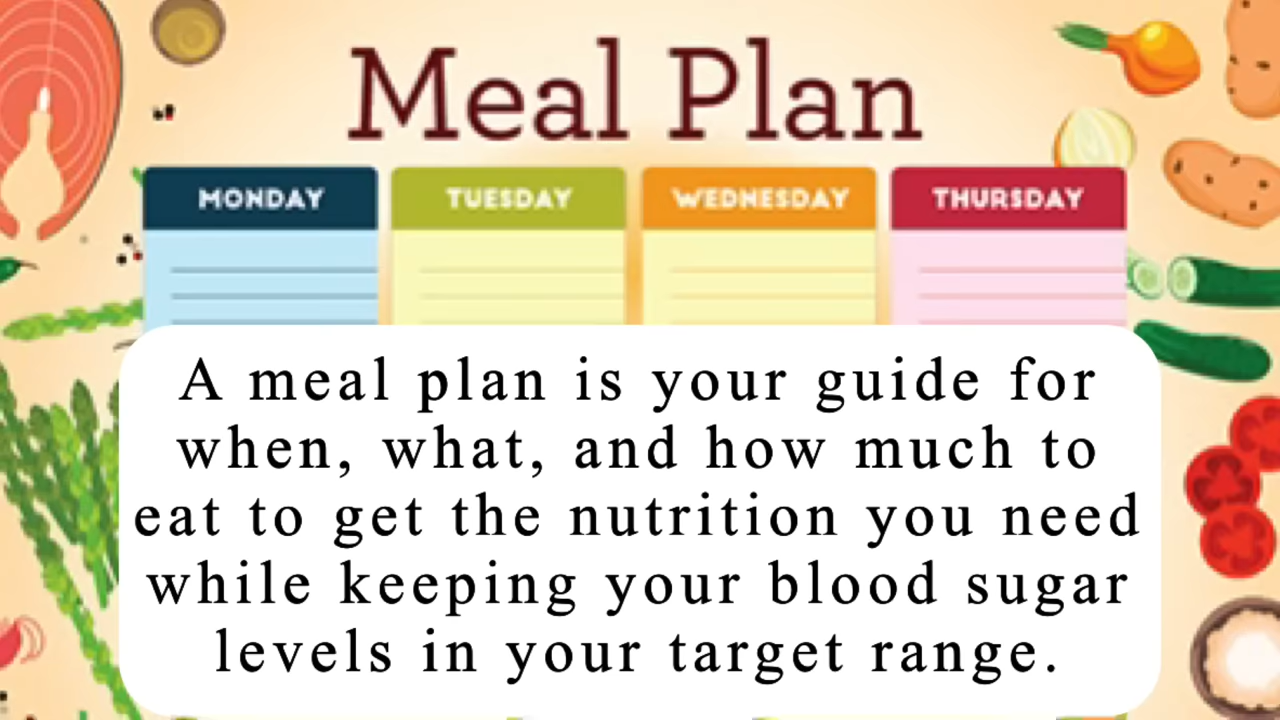 Meal Plan
MONDAY TUESDAY WEDNESDAY THURSDAY
A meal plan is your guide for
when, what, and how much to
eat to get the nutrition you need
while keeping your blood sugar
levels in your target range.